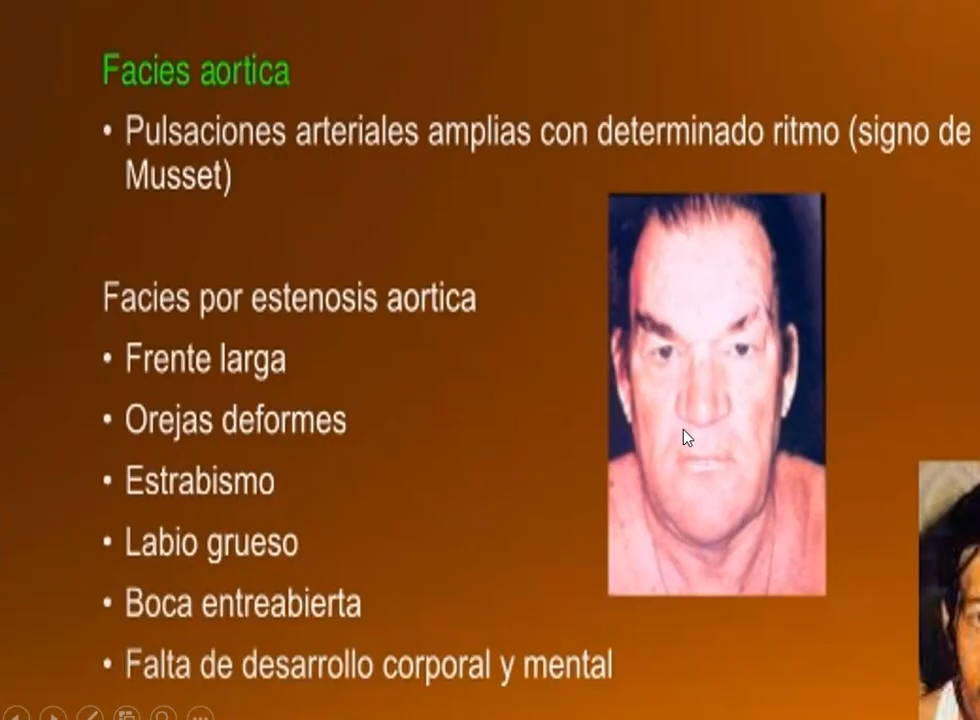 Facies aortica
• Pulsaciones arteriales amplias con determinado ritmo (signo de
Musset)
Facies por estenosis aortica
• Frente larga
• Orejas deformes
• Estrabismo
• Labio grueso
• Boca entreabierta
• Falta de desarrollo corporal y mental